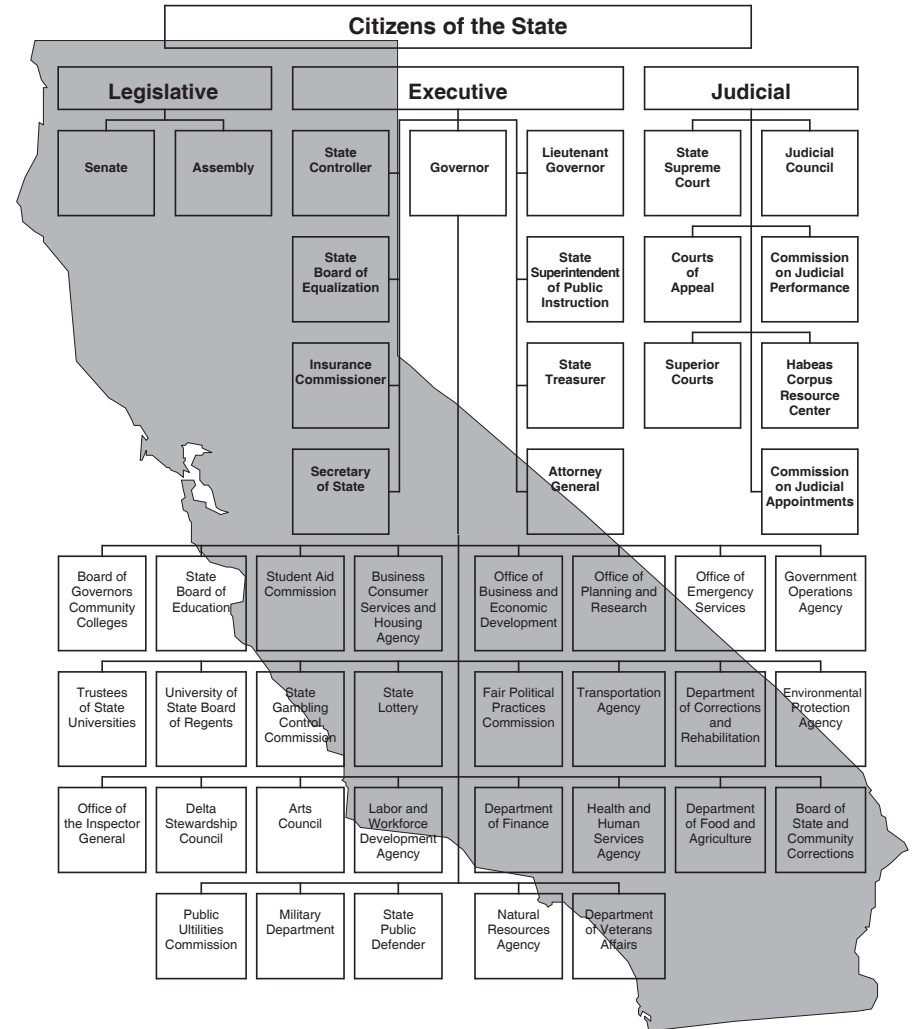 Citizens of the State
Legislative
Executive
Judicial
Senate
Assembly
State
Controller
Governor
Lieutenant
Governor
State
Supreme
Court
Judicial
Council
State
Board of
Equalization
State
Superintendent
of Public
Instruction
Courts
of
Appeal
Commission
on Judicial
Performance
Insurance
Commissioner
State
Treasurer
Superior
Courts
Habeas
Corpus
Resource
Center
Secretary
of State
Attorney
General
Commission
on Judicial
Appointments
Board of
Governors
Community
Colleges
State
Board of
Education
Student Aid
Commission
Business
Consumer
Services and
Housing
Agency
Office of
Business and
Economic
Development
Office of
Planning and
Research
Office of
Emergency
Services
Government
Operations
Agency
Trustees
of State
Universities
University of
State Board
of Regents
State
Gambling
Control
Commission
State
Lottery
Fair Political
Practices
Commission
Transportation
Agency
Department
of Corrections
and
Rehabilitation
Environmental
Protection
Agency
Office of
the Inspector
General
Delta
Stewardship
Council
Arts
Council
Labor and
Workforce
Development
Agency
Department
of Finance
Health and
Human
Services
Agency
Department
of Food and
Agriculture
Board of
State and
Community
Corrections
Public
Ultilities
Commission
Military
Department
State
Public
Defender
Natural
Resources
Agency
Department
of Veterans
Affairs